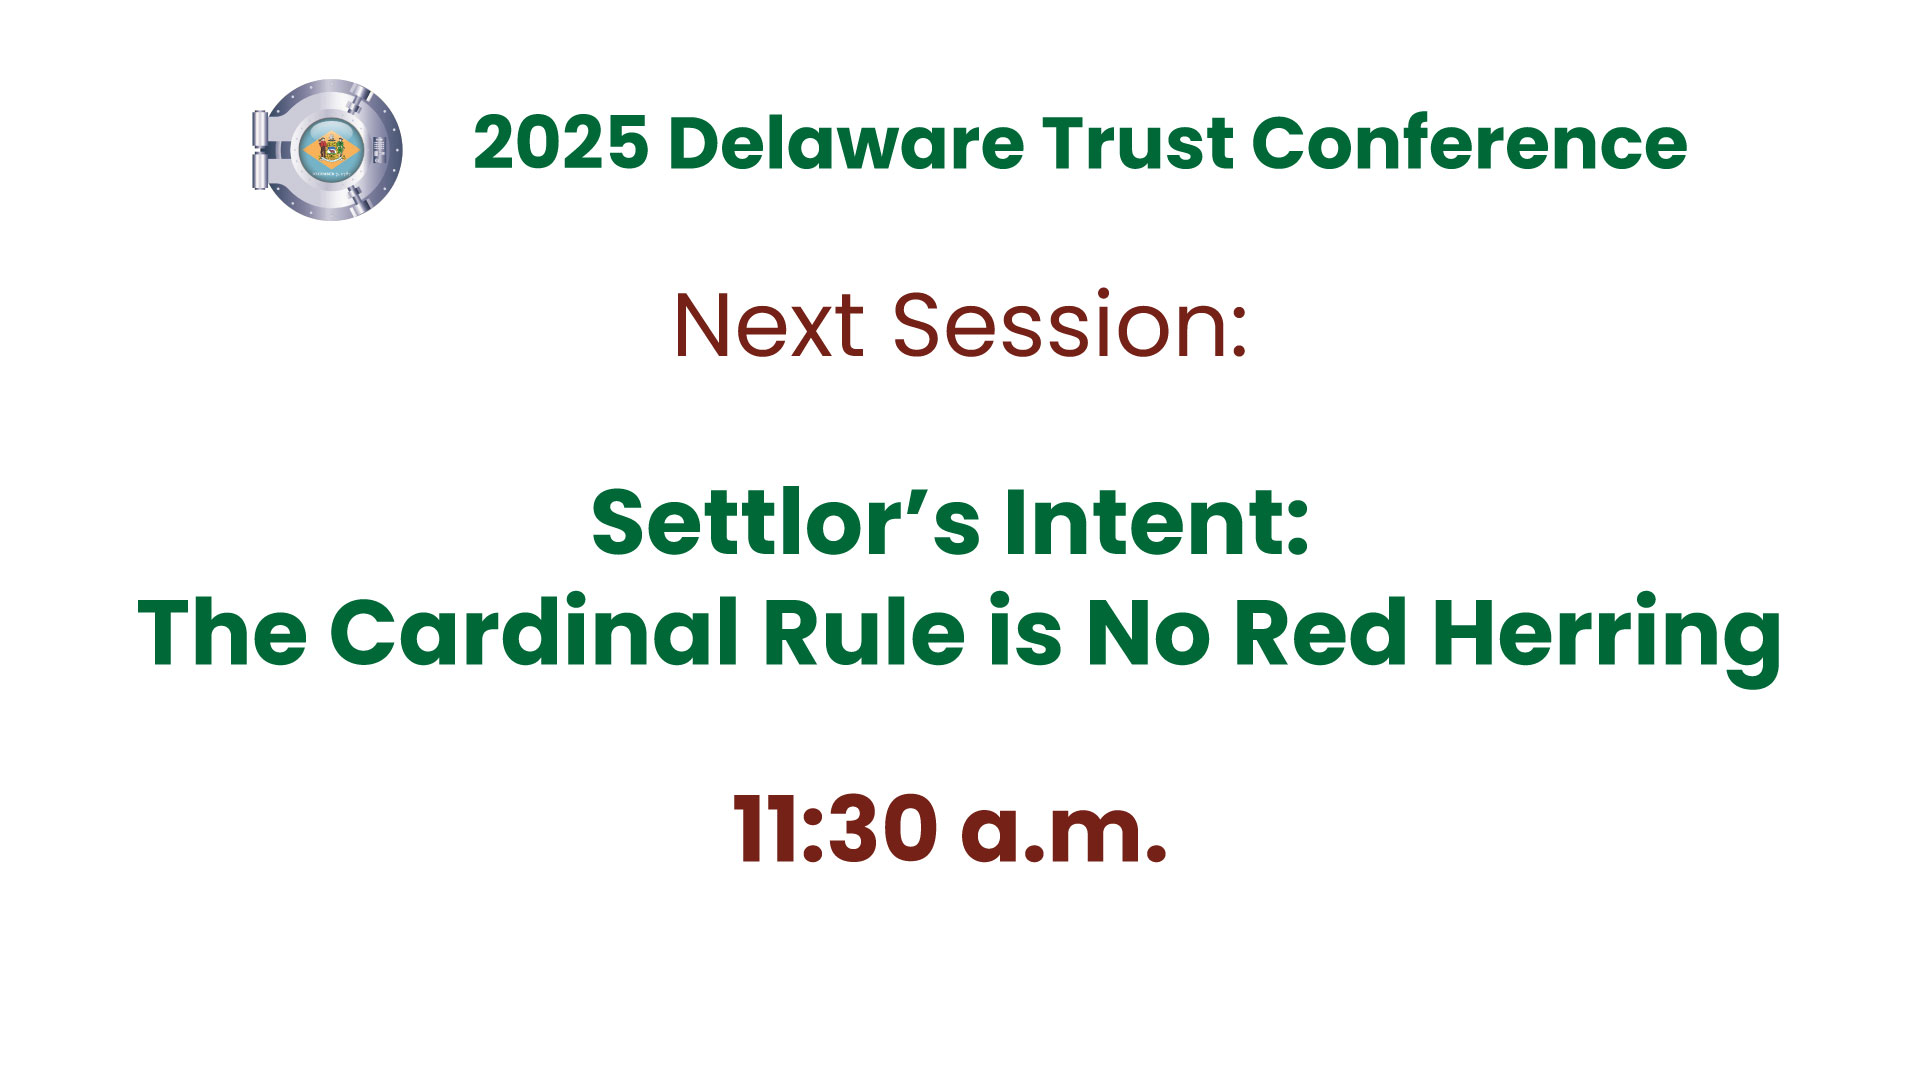 2025 Delaware Trust Conference
Next Session:
Settlor’s Intent:
The Cardinal Rule is No Red Herring
11:30 a.m.